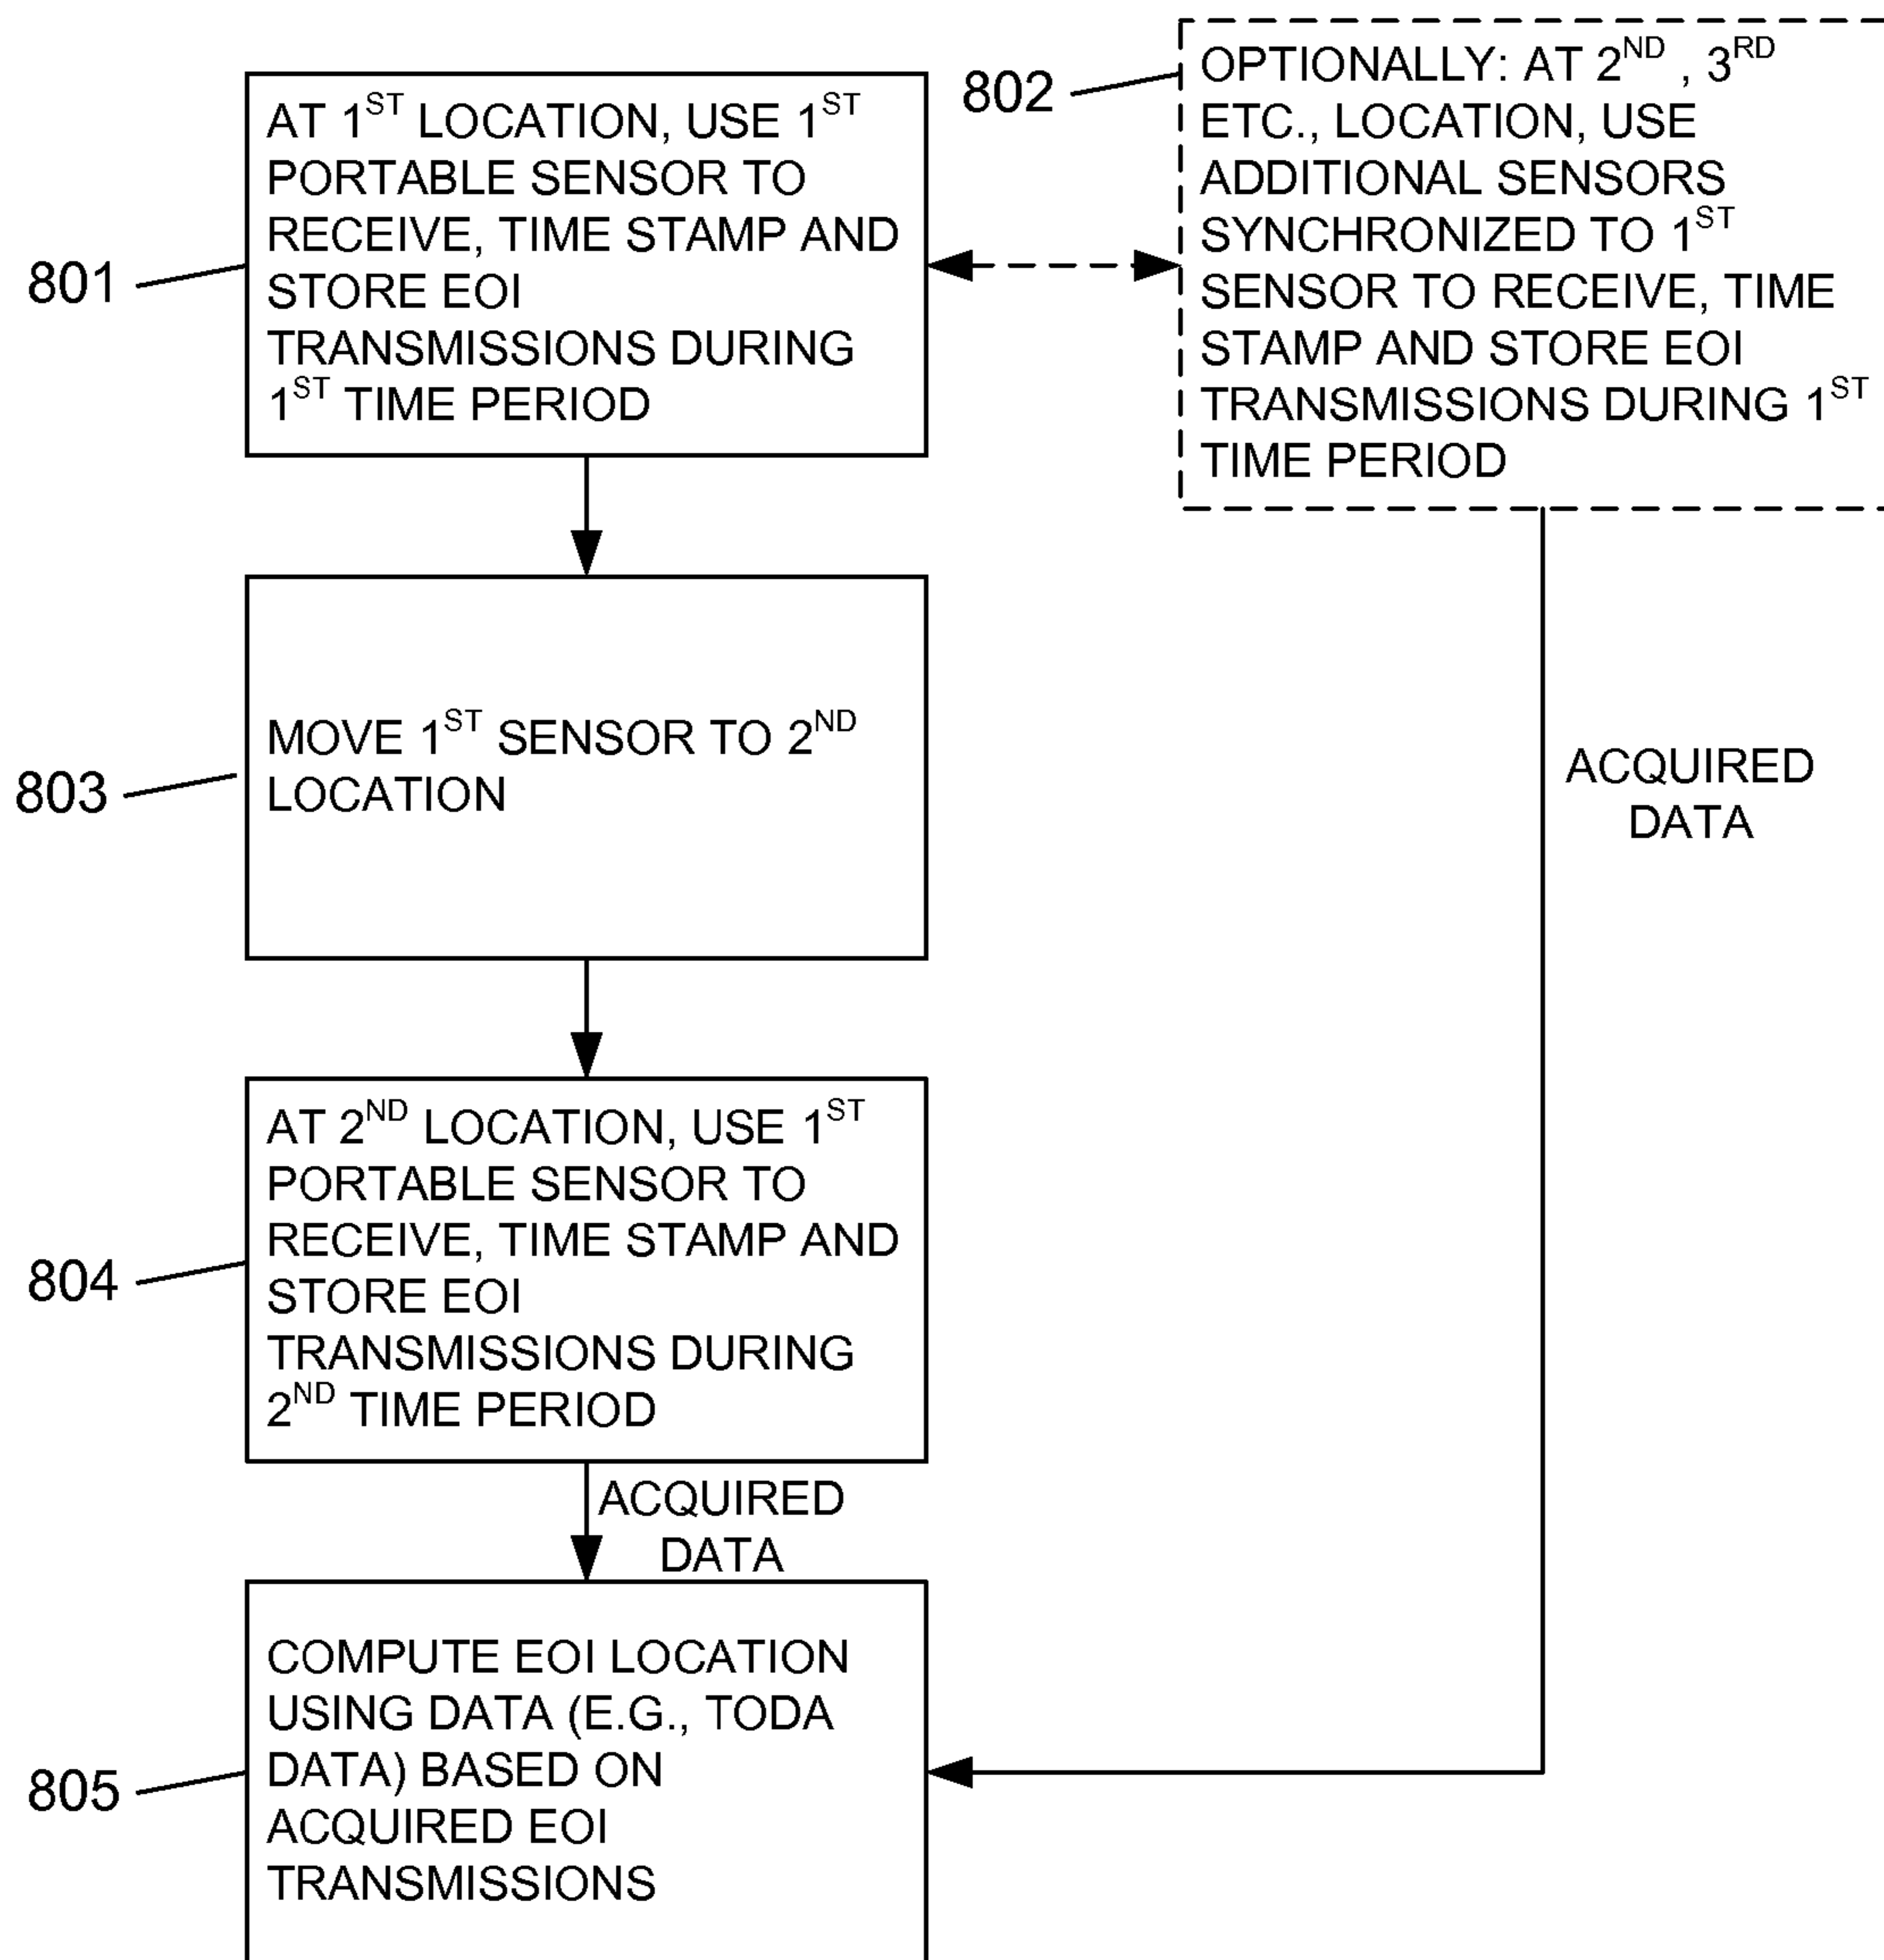 801
AT 1ST LOCATION, USE 1ST
PORTABLE SENSOR TO
RECEIVE, TIME STAMP AND
STORE EOI
TRANSMISSIONS DURING
1ST TIME PERIOD
802
OPTIONALLY: AT 2ND , 3RD
ETC., LOCATION, USE
ADDITIONAL SENSORS
SYNCHRONIZED TO 1ST
SENSOR TO RECEIVE, TIME
STAMP AND STORE EOI
TRANSMISSIONS DURING 1ST
TIME PERIOD
803
MOVE 1ST SENSOR TO 2ND
LOCATION
ACQUIRED
DATA
804
AT 2ND LOCATION, USE 1ST
PORTABLE SENSOR TO
RECEIVE, TIME STAMP AND
STORE EOI
TRANSMISSIONS DURING
2ND TIME PERIOD
ACQUIRED
DATA
805
COMPUTE EOI LOCATION
USING DATA (E.G., TODA
DATA) BASED ON
ACQUIRED EOI
TRANSMISSIONS